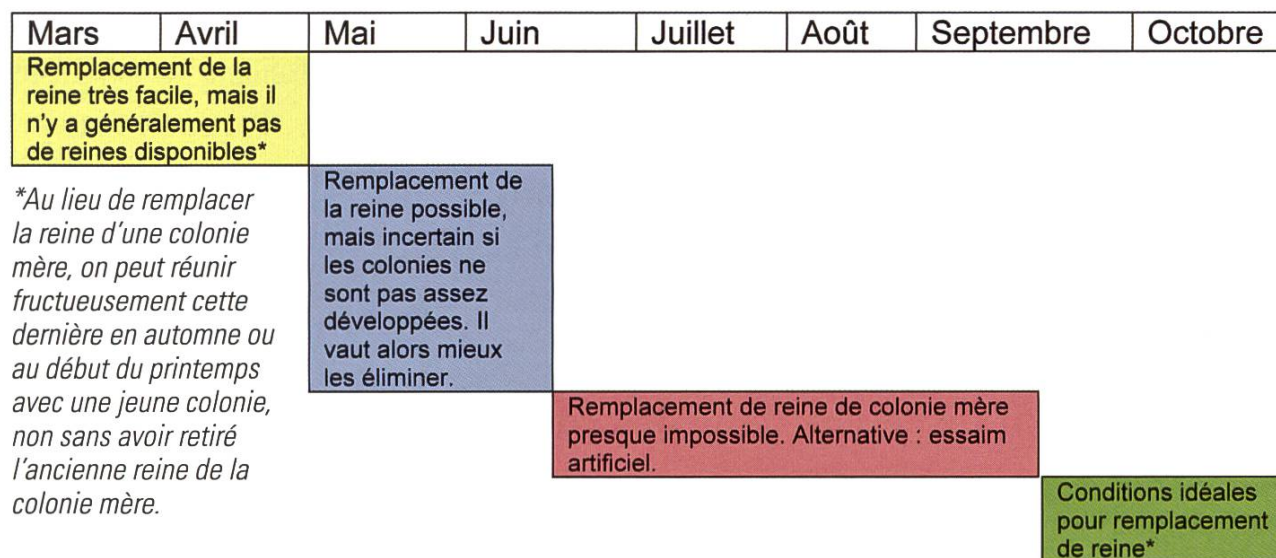 Mars Avril Mai Juin Juillet Août Septembre Octobre
Remplacement de la
reine très facile, mais il
n'y a généralement pas
de reines disponibles*
*Au lieu de remplacer
la reine d'une colonie
mère, on peut réunir
fructueusement cette
dernière en automne ou
au début du printemps
avec une jeune colonie,
non sans avoir retiré
l'ancienne reine de la
colonie mère.
Remplacement de
la reine possible,
mais incertain si
les colonies ne
sont pas assez
développées. Il
vaut alors mieux
les éliminer.
Remplacement de reine de colonie mère
presque impossible. Alternative : essaim
artificiel.
Conditions idéales
pour remplacement
de reine*